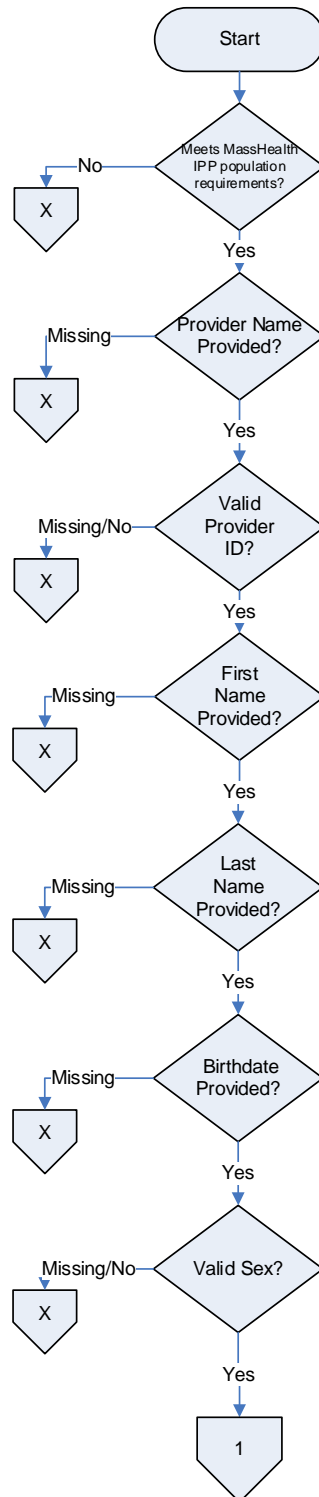 Start
Meets MassHealth
IPP population
requirements?
No
X
Yes
Provider Name
Provided?
Missing
X
Yes
Valid
Provider
ID?
Missing/No
X
Yes
First
Name
Provided?
Missing
X
Yes
Last
Name
Provided?
Missing
X
Yes
Birthdate
Provided?
Missing
X
Yes
Valid Sex?
Missing/No
X
Yes
1